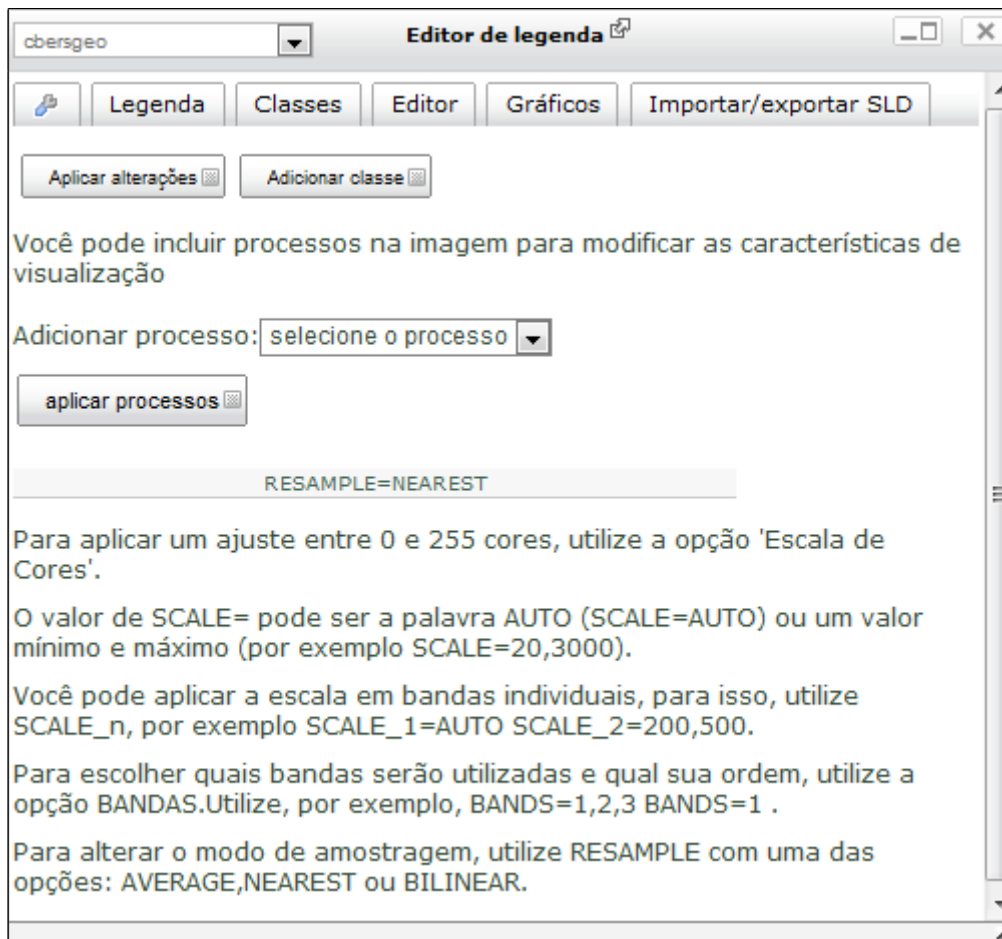 cbersgeo
Editor de legenda
Legenda
Classes
Editor
Gráficos
Importar/exportar SLD
Aplicar alterações
Adicionar classe
Você pode incluir processos na imagem para modificar as características de
visualização
Adicionar processo: selecione o processo
aplicar processos
RESAMPLE=NEAREST
Para aplicar um ajuste entre 0 e 255 cores, utilize a opção 'Escala de
Cores'.
O valor de SCALE= pode ser a palavra AUTO (SCALE=AUTO) ou um valor
mínimo e máximo (por exemplo SCALE=20,3000).
Você pode aplicar a escala em bandas individuais, para isso, utilize
SCALE_n, por exemplo SCALE_1=AUTO SCALE_2=200,500.
Para escolher quais bandas serão utilizadas e qual sua ordem, utilize a
opção BANDAS.Utilize, por exemplo, BANDS=1,2,3 BANDS=1 .
Para alterar o modo de amostragem, utilize RESAMPLE com uma das
opções: AVERAGE,NEAREST ou BILINEAR.